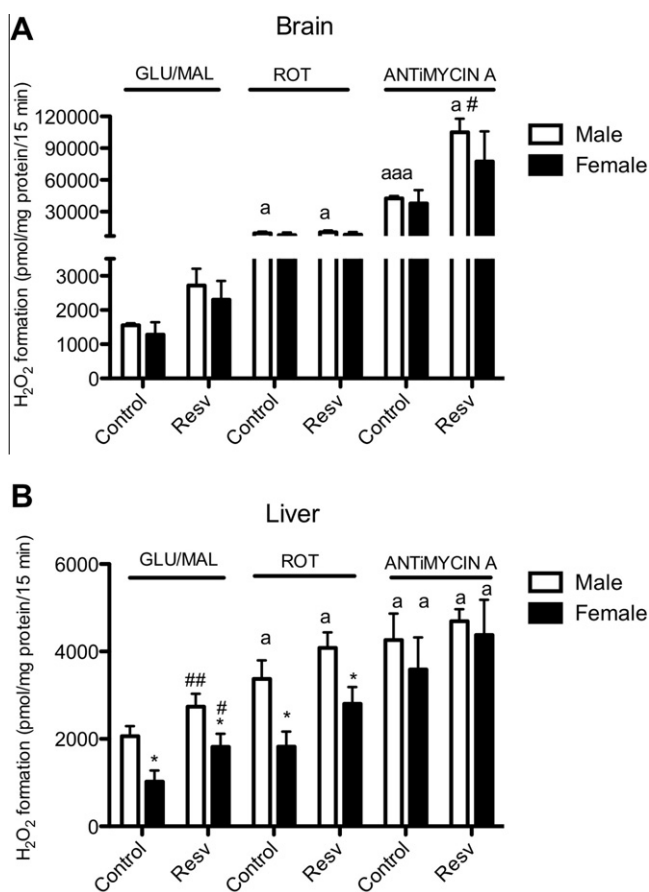 A
Brain
GLU/MAL
ROT
ANTiMYCIN A
a #
aaa
a
a
120000
90000
60000
30000
3000
2000
1000
0
H2O2 formation (pmol/mg protein/15 min)
Control
Resv
Control
Resv
Control
Resv
Male
Female
B
Liver
GLU/MAL
ROT
ANTiMYCIN A
6000
4000
2000
0
H2O2 formation (pmol/mg protein/15 min)
*
##
#
*
a
*
a
*
a
a
a
a
Control
Resv
Control
Resv
Control
Resv
Male
Female